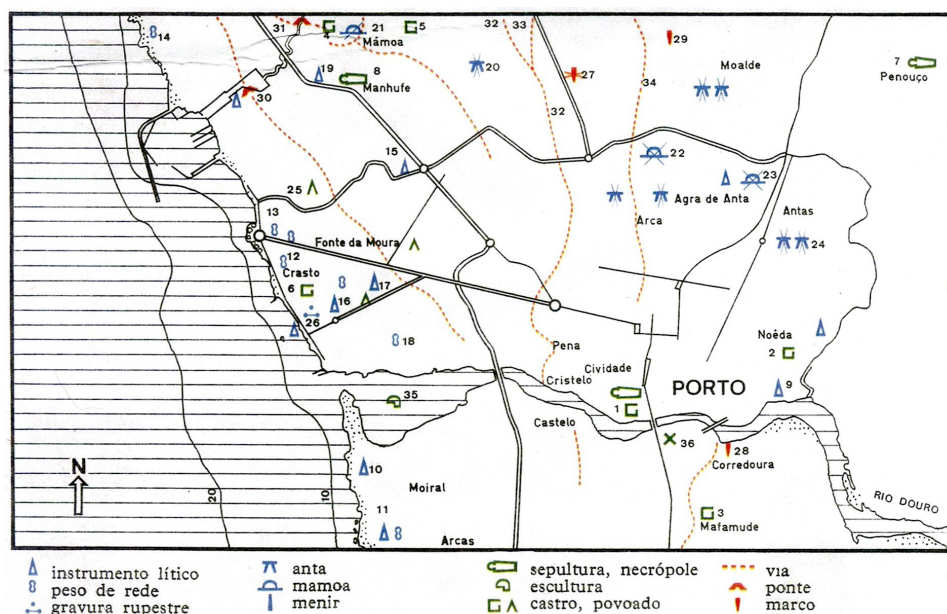 14
31
4
21
5
Mámoa
32
33
29
7
Penouço
19
8
Manhufe
20
27
34
Moalde
30
32
15
22
23
25
Agra de Anta
Arca
Antas
13
Fonte da Moura
24
12
Crasto
6
17
16
26
18
Pena
Noêda
2
Cividade
Cristelo
PORTO
9
35
1
Castelo
36
28
Corredoura
N
10
Moiral
20
10
RIO DOURO
11
3
Mafamude
Arcas
instrumento lítico
peso de rede
gravura rupestre
anta
mamoa
menir
sepultura, necrópole
escultura
castro, povoado
via
ponte
marco